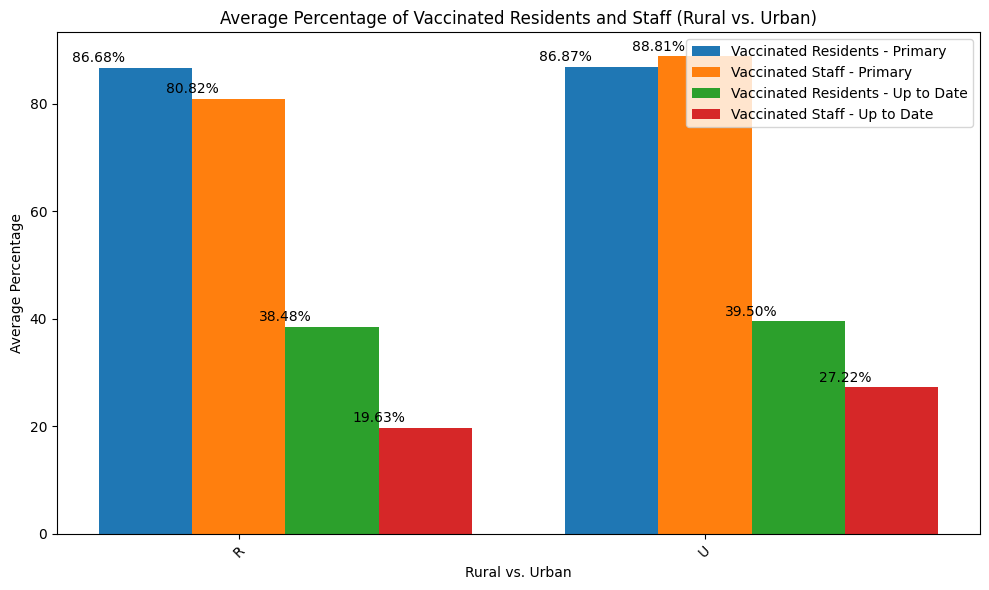 Average Percentage of Vaccinated Residents and Staff (Rural vs. Urban)
Vaccinated Residents - Primary
Vaccinated Staff - Primary
Vaccinated Residents - Up to Date
Vaccinated Staff - Up to Date
86.68%
80.82%
38.48%
19.63%
86.87%
88.81%
39.50%
27.22%
Average Percentage
80
60
40
20
0
R
U
Rural vs. Urban